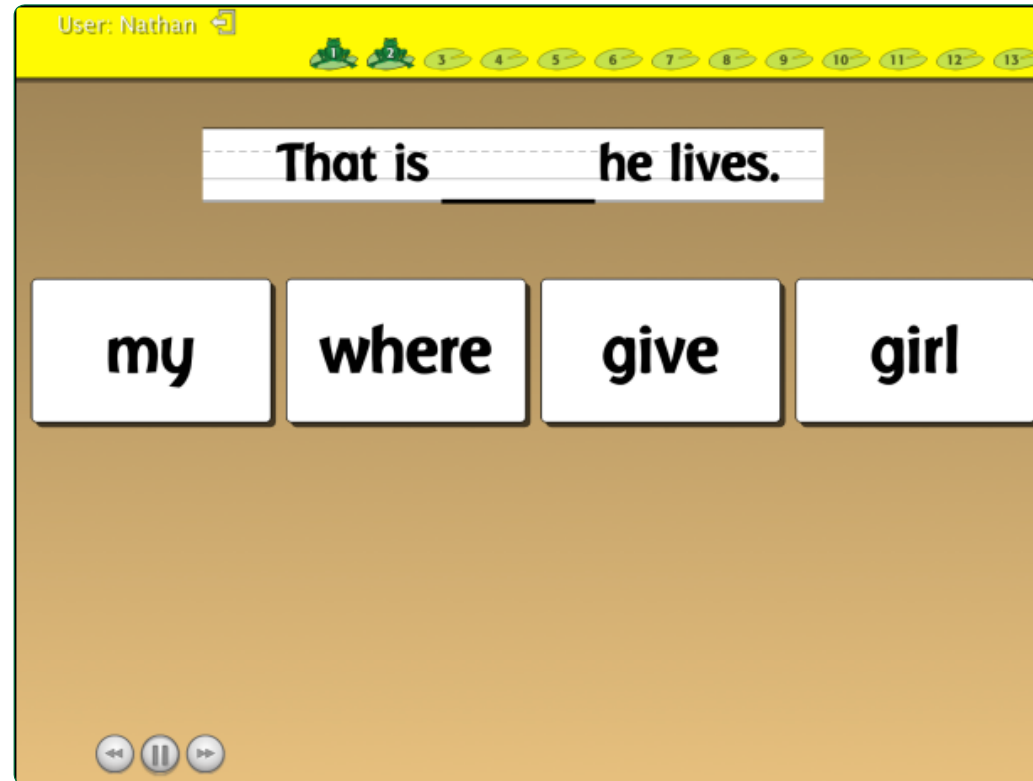 User: Nathan
1 2 3 4 5 6 7 8 9 10 11 12 13
That is ____ he lives.
my where give girl